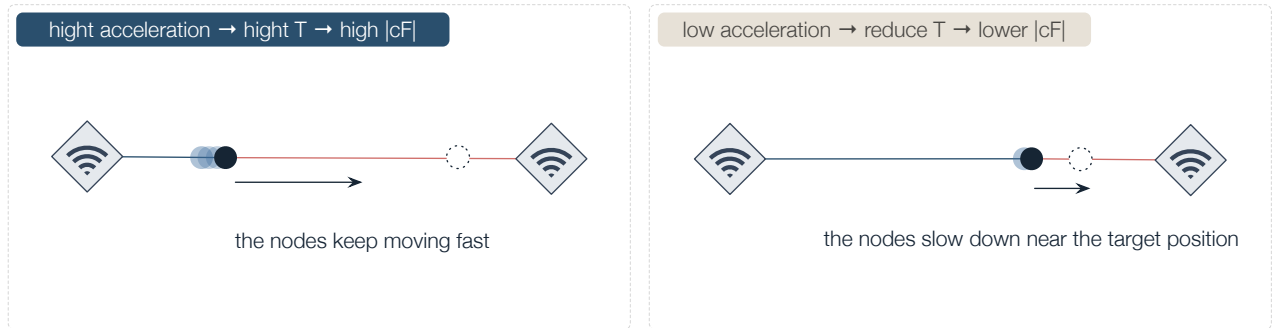 hight acceleration → hight T → high |cF|
the nodes keep moving fast
low acceleration → reduce T → lower |cF|
the nodes slow down near the target position